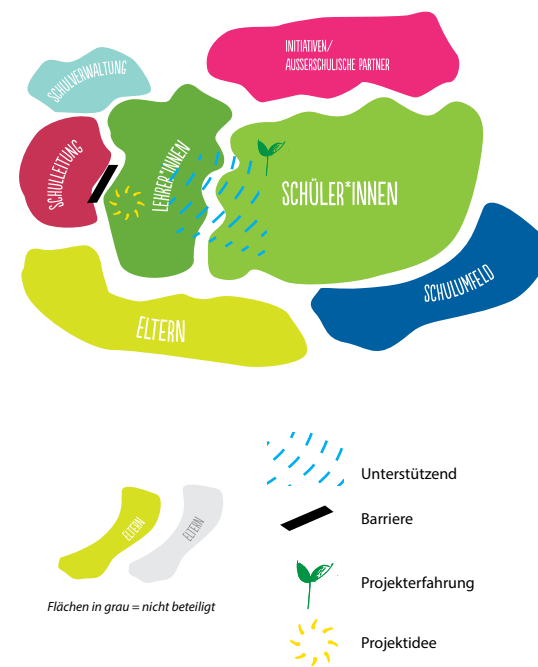 INITIATIVEN/
AUSSERSCHULISCHE PARTNER
SCHULVERWALTUNG
SCHULLEITUNG
LEHRER*INNEN
SCHÜLER*INNEN
SCHULUMFELD
ELTERN
Unterstützend
ELTERN
ELTERN
Barriere
Projekterfahrung
Flächen in grau = nicht beteiligt
Projektidee